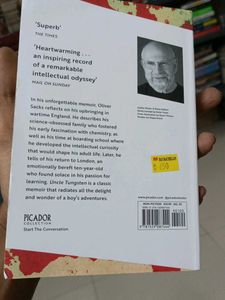 'Superb'
THE TIMES
'Heartwarming . . .
an inspiring record
of a remarkable
intellectual odyssey'
MAIL ON SUNDAY
In his unforgettable memoir, Oliver
Sacks reflects on his upbringing in
wartime England. He describes his
science-obsessed family who fostered
his early fascination with chemistry as
well as his time at boarding school where
he developed the intellectual curiosity
that would shape his adult life. Later, he
tells of his return to London, an
emotionally bereft ten-year-old
who found solace in his passion for
learning. Uncle Tungsten is a classic
memoir that radiates all the delight
and wonder of a boy's adventures.
PICADOR
COLLECTION
Start The Conversation
www.picador.com